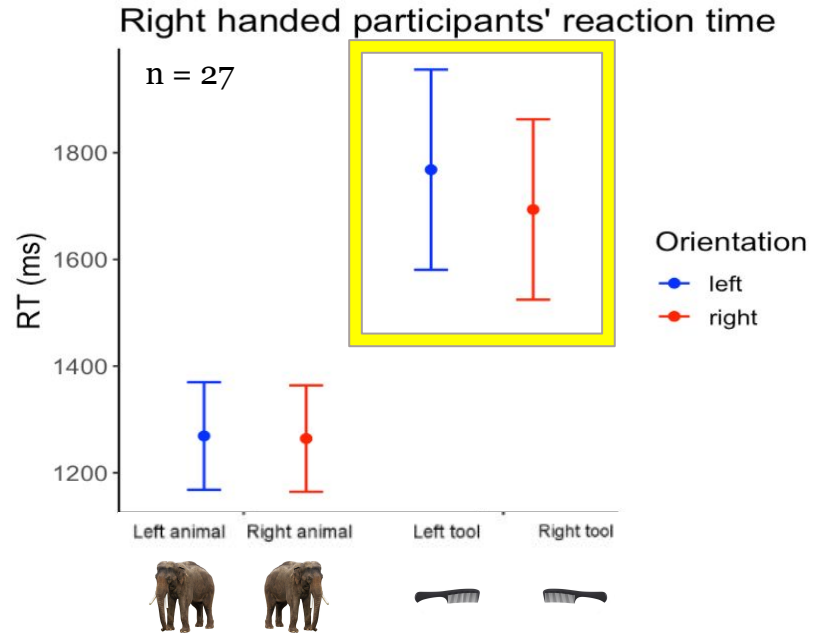 Right handed participants' reaction time
n = 27
1800
1600
1400
1200
RT (ms)
Orientation
left
right
Left animal Right animal Left tool Right tool